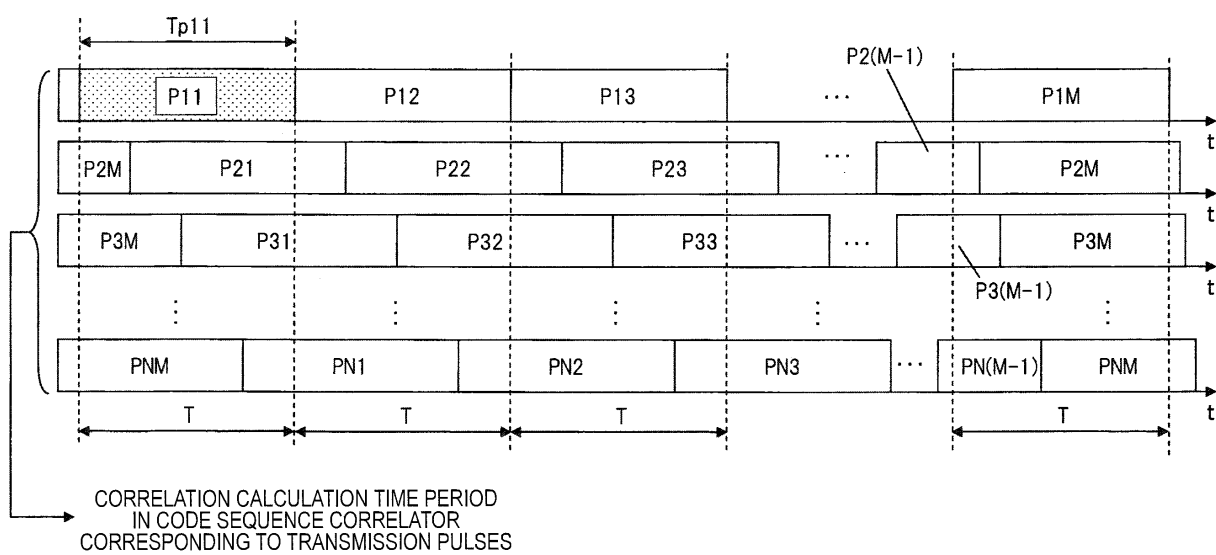 Tp11
P2(M-1)
P11 P12 P13 ... P1M
t
P2M P21 P22 P23 ... P2M
t
P3M P31 P32 P33 ... P3M
t
P3(M-1)
⋮ ⋮ ⋮ ⋮ ⋮
PNM PN1 PN2 PN3 ... PN(M-1) PNM
t
T T T T
CORRELATION CALCULATION TIME PERIOD
IN CODE SEQUENCE CORRELATOR
CORRESPONDING TO TRANSMISSION PULSES